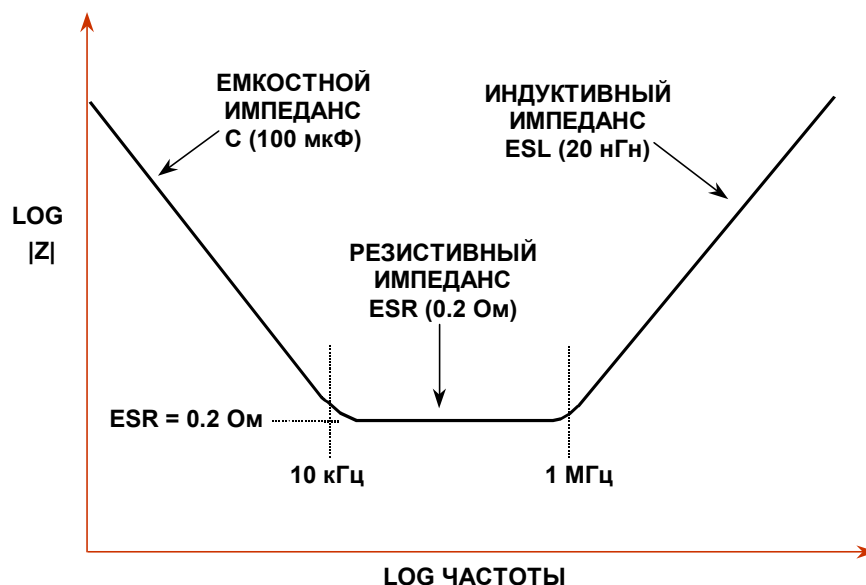 ЕМКОСТНОЙ
ИМПЕДАНС
C (100 мкФ)
ИНДУКТИВНЫЙ
ИМПЕДАНС
ESL (20 нГн)
LOG
|Z|
РЕЗИСТИВНЫЙ
ИМПЕДАНС
ESR (0.2 Ом)
ESR = 0.2 Ом
10 кГц
1 МГц
LOG ЧАСТОТЫ